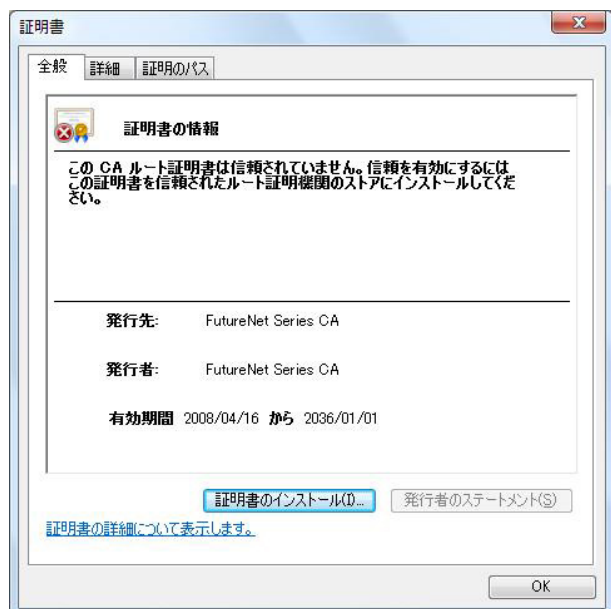 証明書
全般 詳細 証明のパス
証明書の情報
この CA ルート証明書は信頼されていません。信頼を有効にするには
この証明書を信頼されたルート証明機関のストアにインストールしてくだ
さい。
発行先: FutureNet Series CA
発行者: FutureNet Series CA
有効期間 2008/04/16 から 2036/01/01
証明書のインストール(I)... 発行者のステートメント(S)
証明書の詳細について表示します。
OK